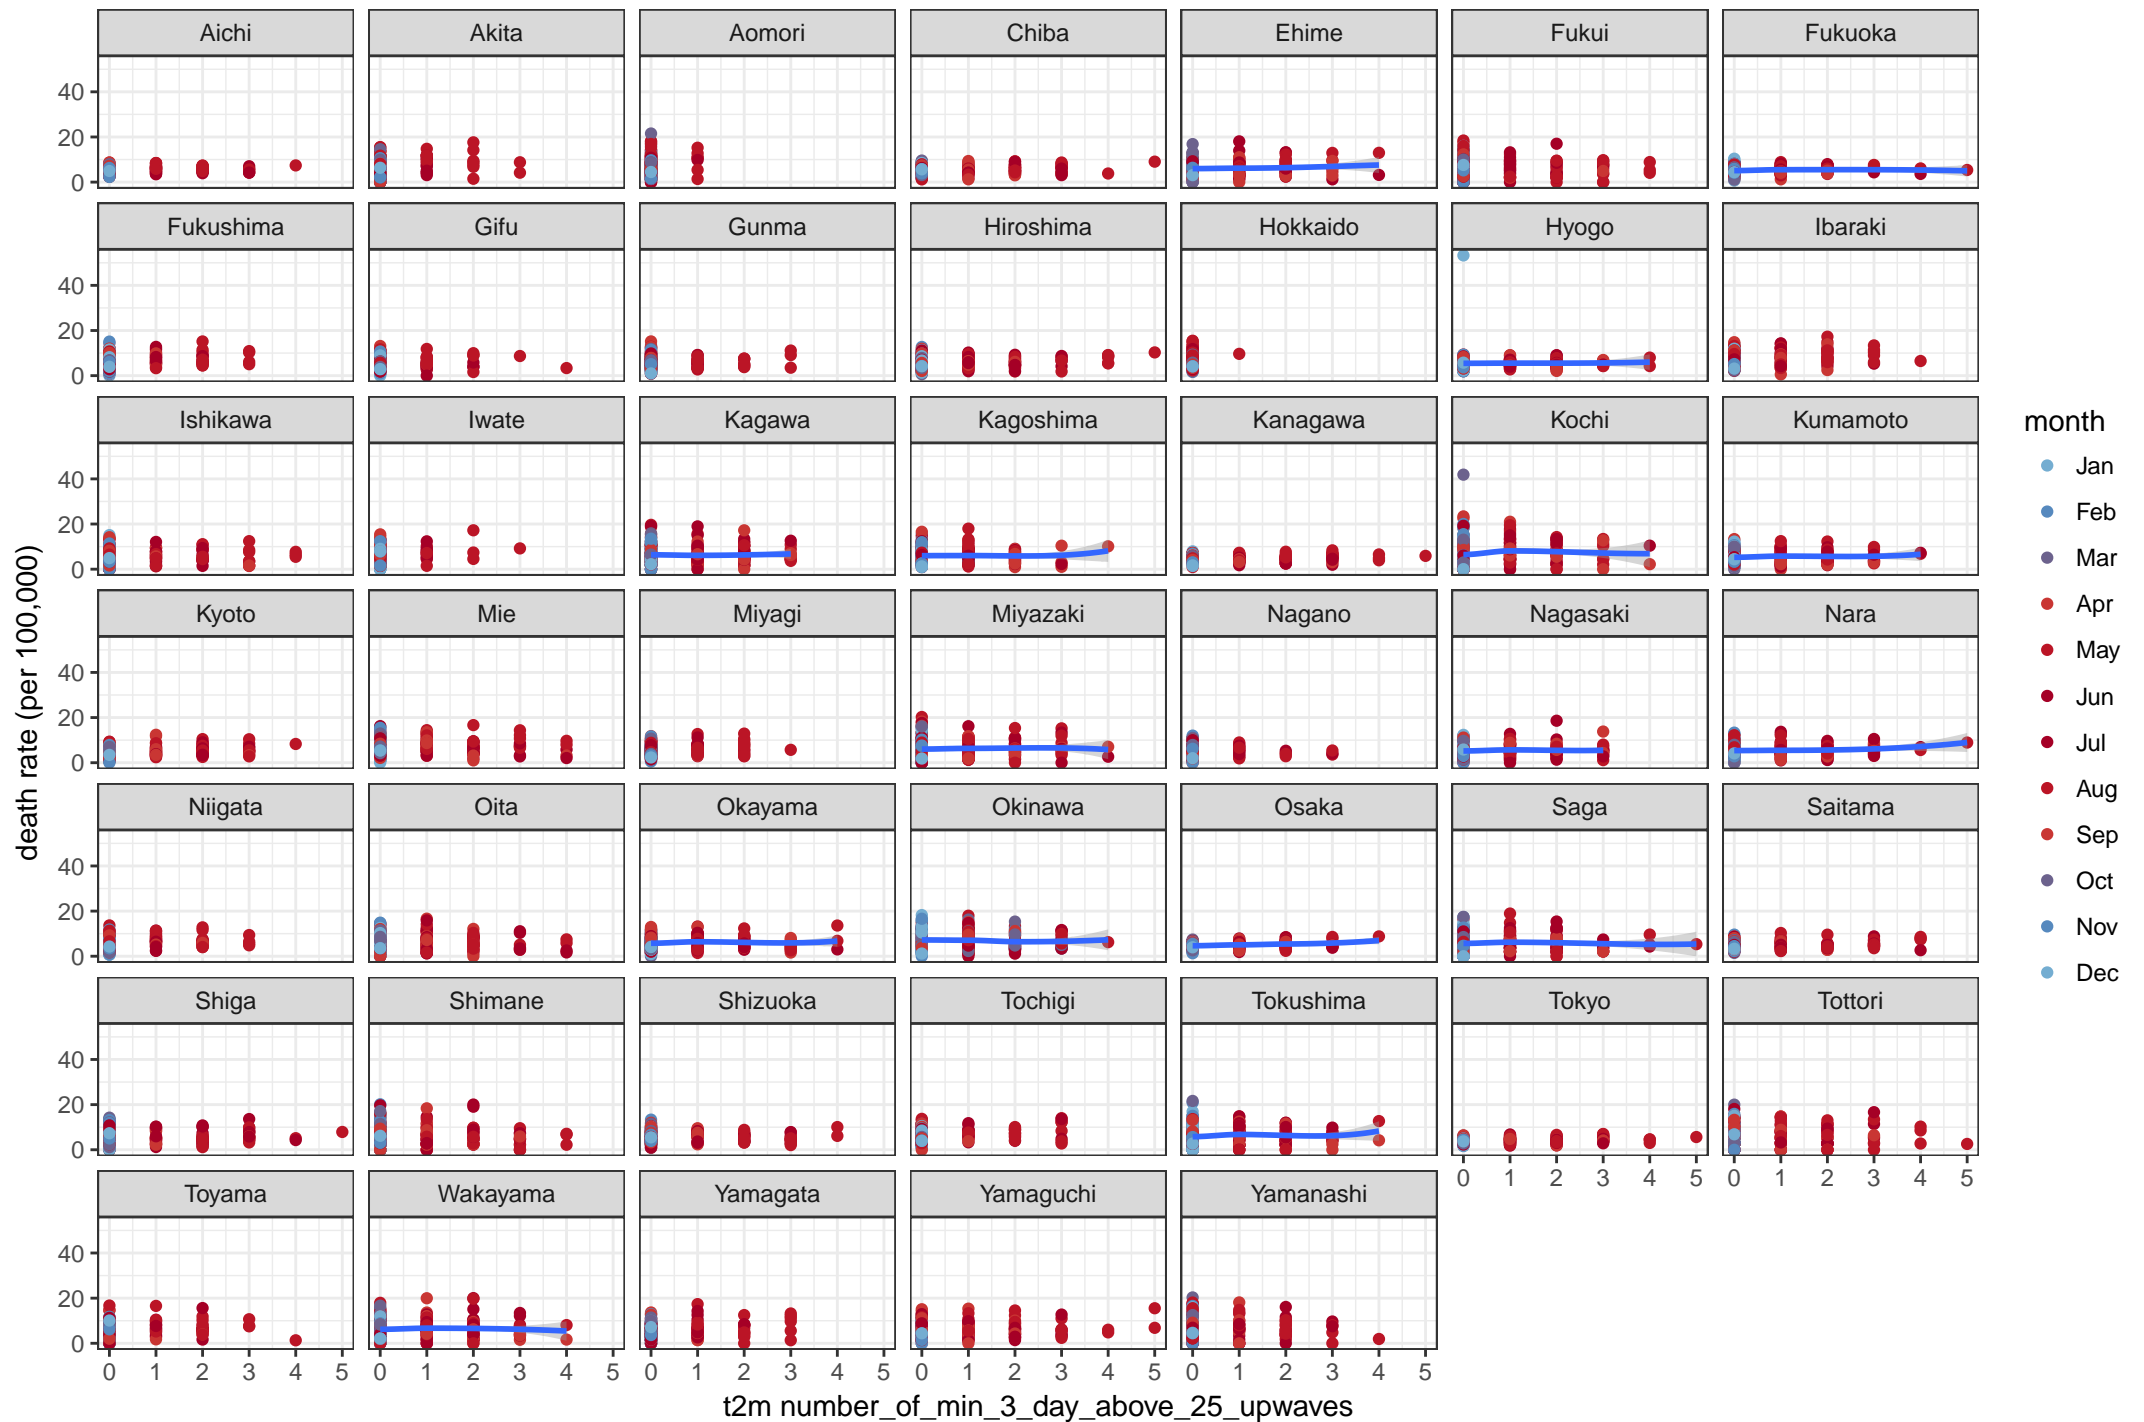 Aichi Akita Aomori Chiba Ehime Fukui Fukuoka
40
20
0
Fukushima Gifu Gunma Hiroshima Hokkaido Hyogo Ibaraki
40
20
0
Ishikawa Iwate Kagawa Kagoshima Kanagawa Kochi Kumamoto
40
20
0
Kyoto Mie Miyagi Miyazaki Nagano Nagasaki Nara
40
20
0
Niigata Oita Okayama Okinawa Osaka Saga Saitama
40
20
0
Shiga Shimane Shizuoka Tochigi Tokushima Tokyo Tottori
40
20
0
0 1 2 3 4 5 0 1 2 3 4 5
Toyama Wakayama Yamagata Yamaguchi Yamanashi
40
20
0
0 1 2 3 4 5 0 1 2 3 4 5 0 1 2 3 4 5 0 1 2 3 4 5 0 1 2 3 4 5
t2m number_of_min_3_day_above_25_upwaves
death rate (per 100,000)
month
Jan
Feb
Mar
Apr
May
Jun
Jul
Aug
Sep
Oct
Nov
Dec